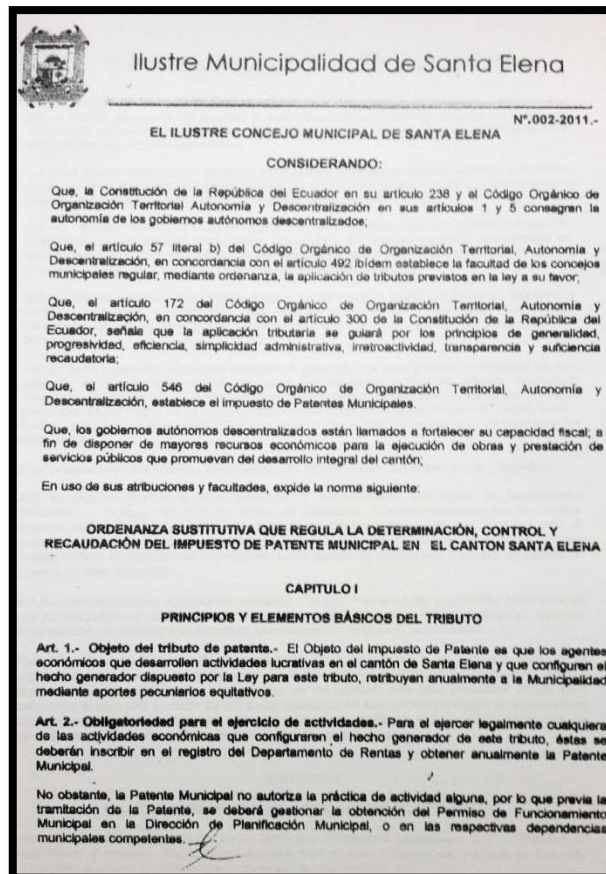 Ilustre Municipalidad de Santa Elena
Nº.002-2011.-
EL ILUSTRE CONCEJO MUNICIPAL DE SANTA ELENA
CONSIDERANDO:
Que, la Constitución de la República del Ecuador en su artículo 238 y el Código Orgánico de
Organización Territorial Autonomía y Descentralización en sus artículos 1 y 5 consagran la
autonomía de los gobiernos autónomos descentralizados;
Que, el artículo 57 literal b) del Código Orgánico de Organización Territorial, Autonomía y
Descentralización, en concordancia con el artículo 492 ibídem establece la facultad de los concejos
municipales regular, mediante ordenanza, la aplicación de tributos previstos en la ley a su favor;
Que, el artículo 172 del Código Orgánico de Organización Territorial, Autonomía y
Descentralización, en concordancia con el artículo 300 de la Constitución de la República del
Ecuador, señala que la aplicación tributaria se guiará por los principios de generalidad,
progresividad, eficiencia, simplicidad administrativa, irretroactividad, transparencia y suficiencia
recaudatoria;
Que, el artículo 546 del Código Orgánico de Organización Territorial, Autonomía y
Descentralización, establece el impuesto de Patentes Municipales.
Que, los gobiernos autónomos descentralizados están llamados a fortalecer su capacidad fiscal; a
fin de disponer de mayores recursos económicos para la ejecución de obras y prestación de
servicios públicos que promuevan del desarrollo integral del cantón;
En uso de sus atribuciones y facultades, expide la norma siguiente:
ORDENANZA SUSTITUTIVA QUE REGULA LA DETERMINACIÓN, CONTROL Y
RECAUDACIÓN DEL IMPUESTO DE PATENTE MUNICIPAL EN EL CANTON SANTA ELENA
CAPITULO I
PRINCIPIOS Y ELEMENTOS BÁSICOS DEL TRIBUTO
Art. 1.- Objeto del tributo de patente.- El Objeto del Impuesto de Patente es que los agentes
económicos que desarrollen actividades lucrativas en el cantón de Santa Elena y que configuren el
hecho generador dispuesto por la Ley para este tributo, retribuyan anualmente a la Municipalidad
mediante aportes pecuniarios equitativos.
Art. 2.- Obligatoriedad para el ejercicio de actividades.- Para el ejercer legalmente cualquiera
de las actividades económicas que configuraren el hecho generador de este tributo, éstas se
deberán inscribir en el registro del Departamento de Rentas y obtener anualmente la Patente
Municipal.
No obstante, la Patente Municipal no autoriza la práctica de actividad alguna, por lo que previa la
tramitación de la Patente, se deberá gestionar la obtención del Permiso de Funcionamiento
Municipal en la Dirección de Planificación Municipal, o en las respectivas dependencias
municipales competentes.